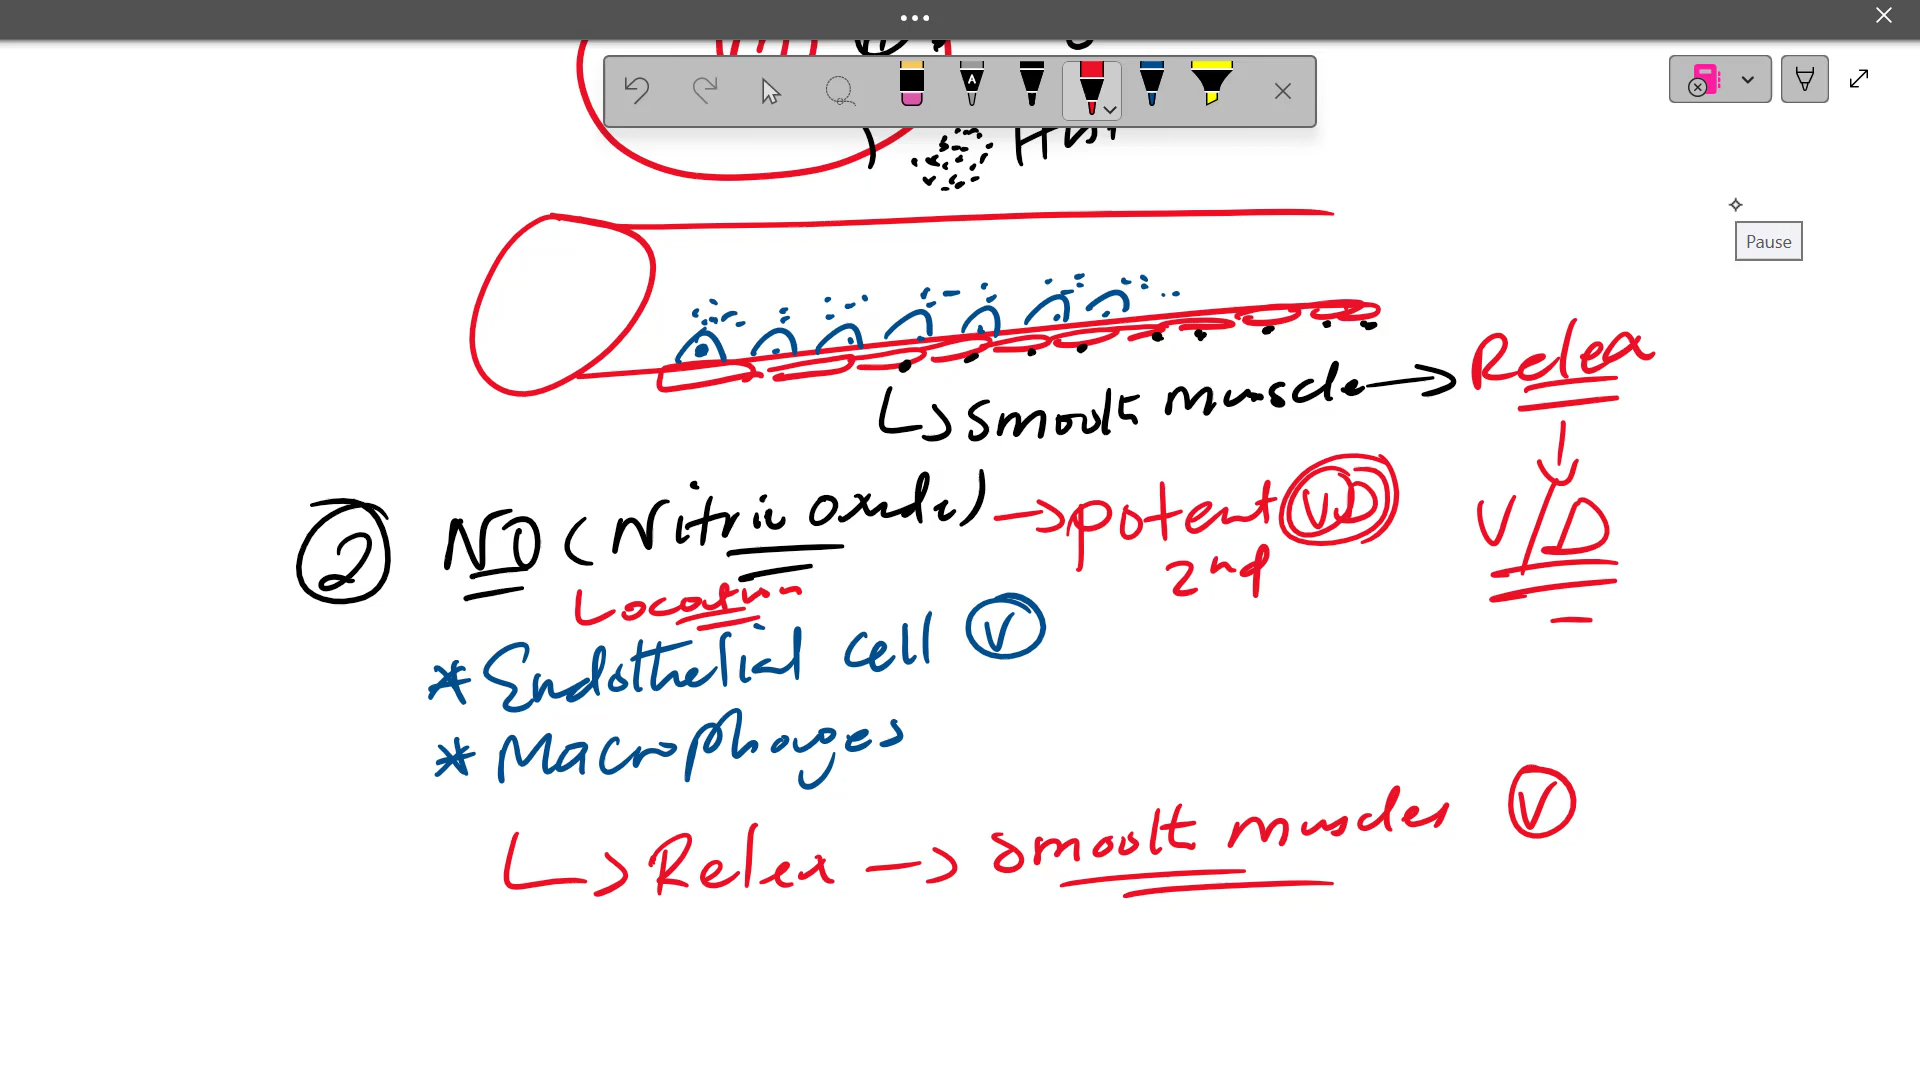 Pause
↳ Smooth muscle → Relax
V/D
② NO (Nitric oxide) → potent VD
2nd
Location
* Endothelial cell ✓
* Macrophages
↳ Relax → smooth muscles ✓